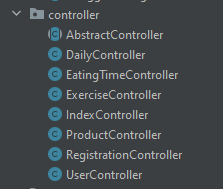 controller
AbstractController
DailyController
EatingTimeController
ExerciseController
IndexController
ProductController
RegistrationController
UserController